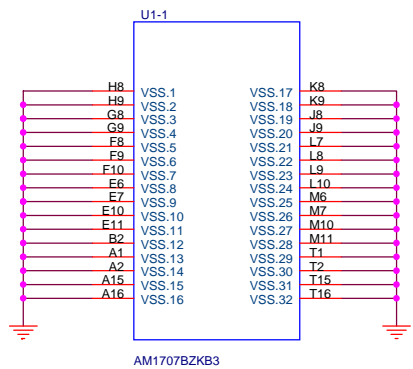 U1-1
H8 VSS.1 VSS.17 K8
H9 VSS.2 VSS.18 K9
G8 VSS.3 VSS.19 J8
G9 VSS.4 VSS.20 J9
F8 VSS.5 VSS.21 L7
F9 VSS.6 VSS.22 L8
F10 VSS.7 VSS.23 L9
E6 VSS.8 VSS.24 L10
E7 VSS.9 VSS.25 M6
E10 VSS.10 VSS.26 M7
E11 VSS.11 VSS.27 M10
B2 VSS.12 VSS.28 M11
A1 VSS.13 VSS.29 T1
A2 VSS.14 VSS.30 T2
A15 VSS.15 VSS.31 T15
A16 VSS.16 VSS.32 T16
AM1707BZKB3